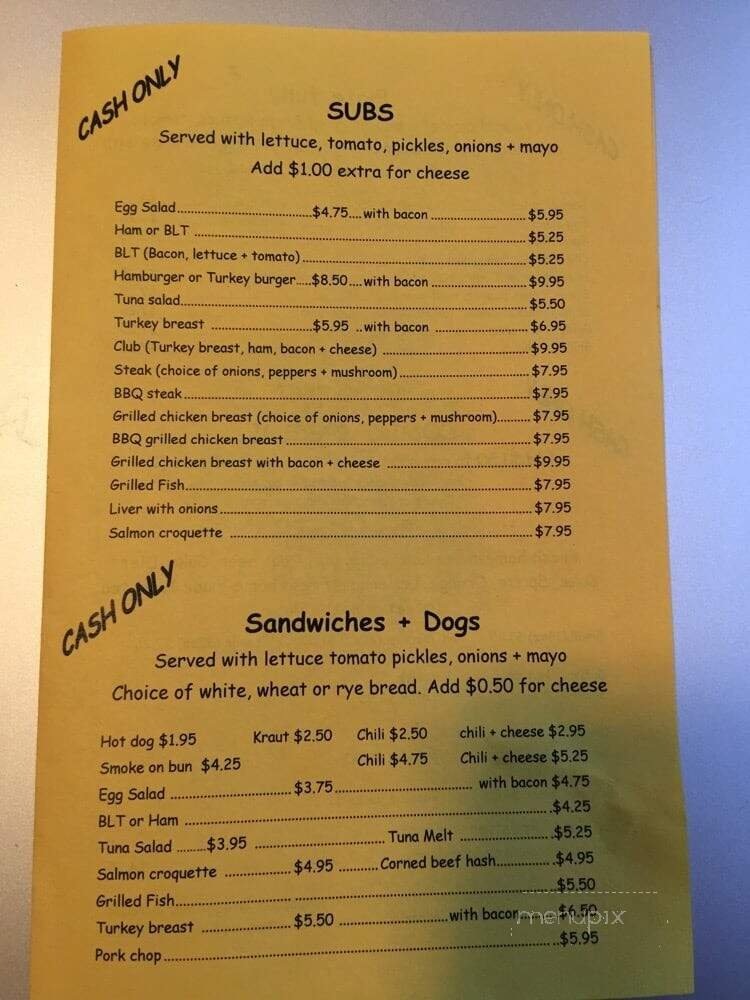 CASH ONLY
SUBS
Served with lettuce, tomato, pickles, onions + mayo
Add $1.00 extra for cheese
Egg Salad..............................$4.75....with bacon ........................$5.95
Ham or BLT ........................................................................$5.25
BLT (Bacon, lettuce + tomato)..................................................$5.25
Hamburger or Turkey burger.....$8.50....with bacon ........................$9.95
Tuna salad..........................................................................$5.50
Turkey breast ........................$5.95 ..with bacon ........................$6.95
Club (Turkey breast, ham, bacon + cheese) ...................................$9.95
Steak (choice of onions, peppers + mushroom)...............................$7.95
BBQ steak...........................................................................$7.95
Grilled chicken breast (choice of onions, peppers + mushroom).........$7.95
BBQ grilled chicken breast........................................................$7.95
Grilled chicken breast with bacon + cheese ..................................$9.95
Grilled Fish..........................................................................$7.95
Liver with onions...................................................................$7.95
Salmon croquette ..................................................................$7.95
CASH ONLY
Sandwiches + Dogs
Served with lettuce tomato pickles, onions + mayo
Choice of white, wheat or rye bread. Add $0.50 for cheese
Hot dog $1.95 Kraut $2.50 Chili $2.50 chili + cheese $2.95
Smoke on bun $4.25 Chili $4.75 Chili + cheese $5.25
Egg Salad ............................$3.75............................... with bacon $4.75
BLT or Ham ........................................................................$4.25
Tuna Salad .......$3.95 ............................... Tuna Melt ......................$5.25
Salmon croquette ................$4.95 .........Corned beef hash..............$4.95
Grilled Fish..........................................................................$5.50
Turkey breast ......................$5.50 .........................with bacon.........$6.50
Pork chop............................................................................$5.95
menupix